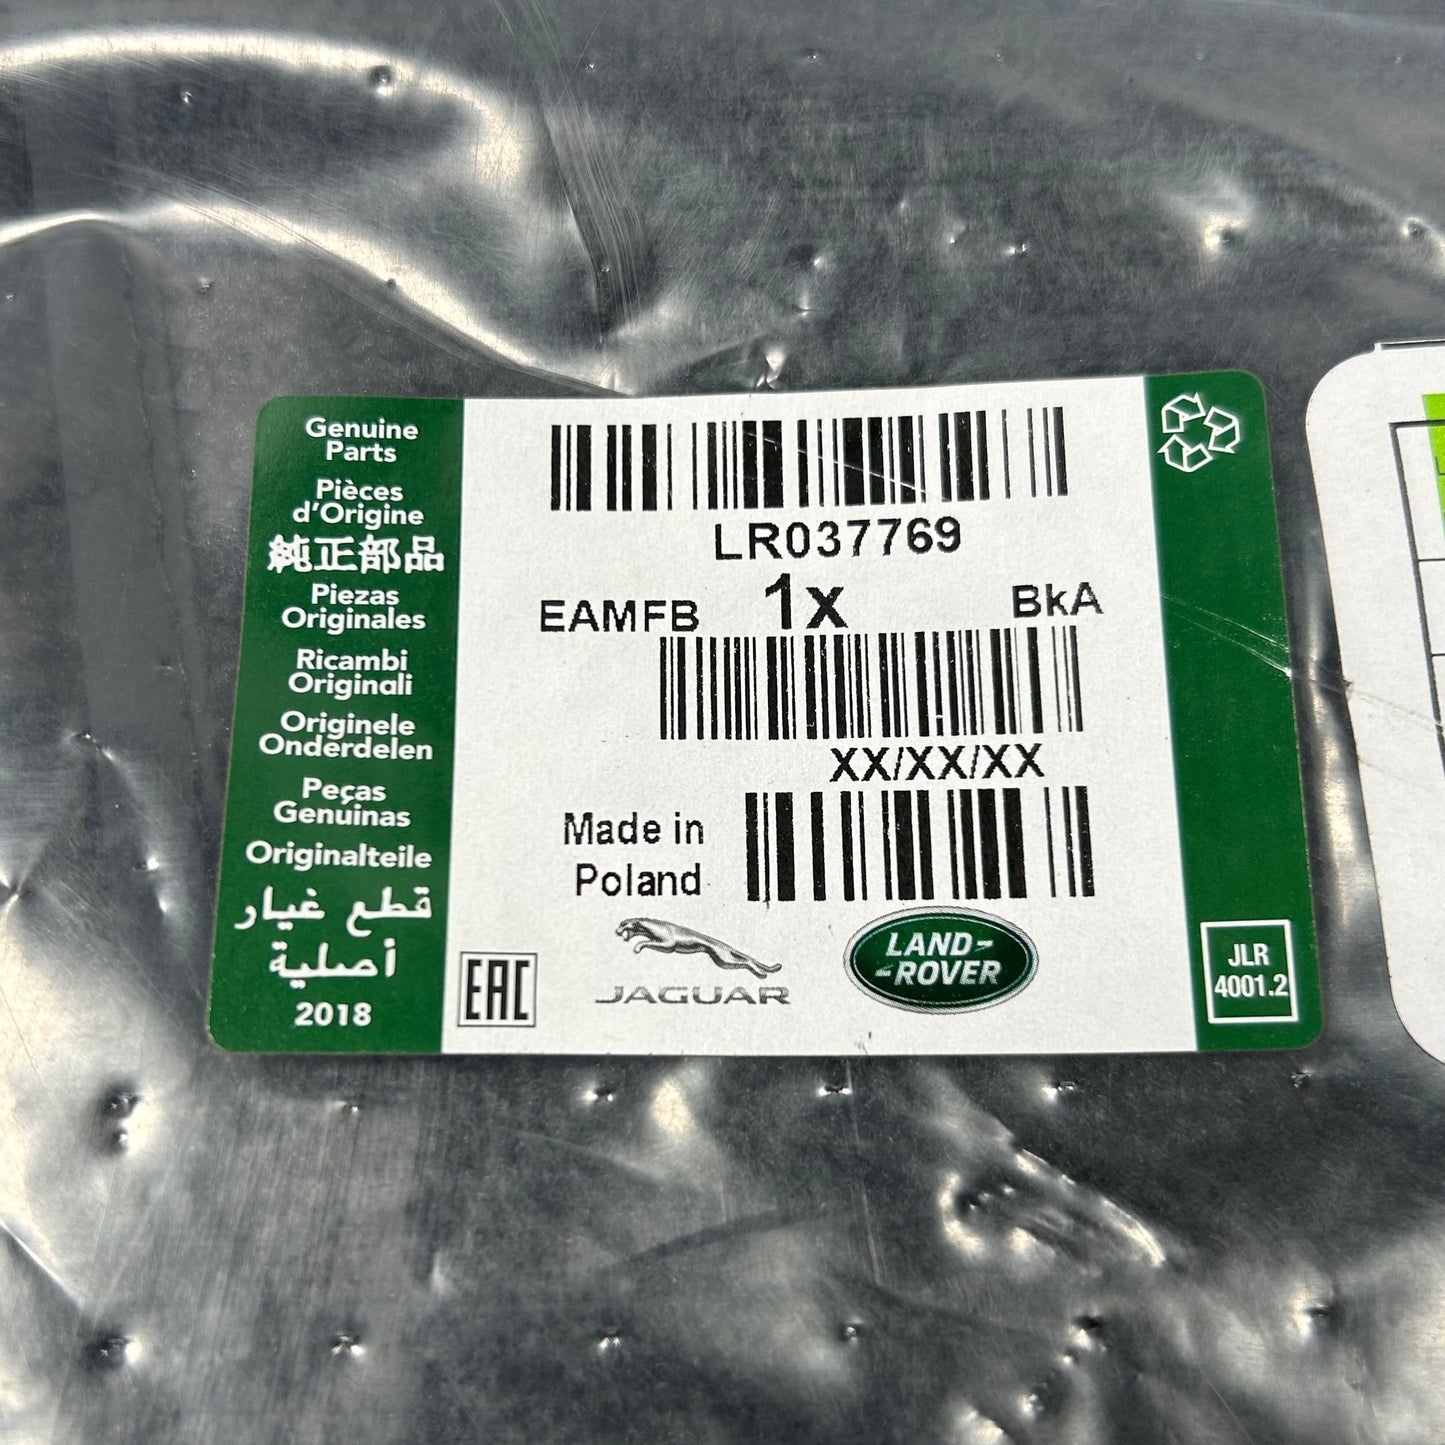 Genuine
Parts
Pièces
d'Origine
純正部品
Piezas
Originales
Ricambi
Originali
Originele
Onderdelen
Peças
Genuinas
Originalteile
قطع غيار
أصلية
2018
LR037769
EAMFB 1x BkA
XX/XX/XX
Made in
Poland
EAC
JAGUAR
LAND-
-ROVER
JLR
4001.2